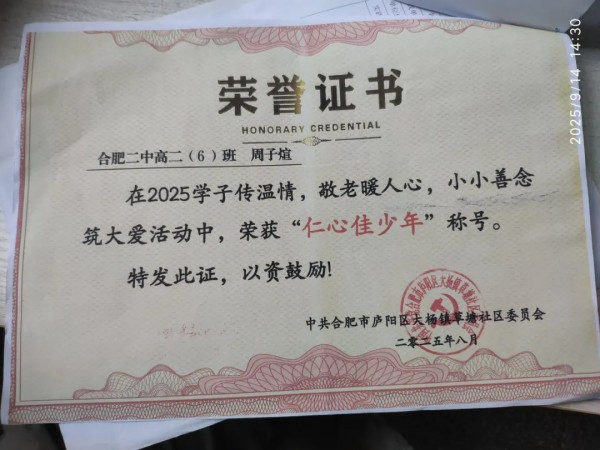 荣誉证书
HONORARY CREDENTIAL
合肥二中高二（6）班 周子煊
在2025学子传温情，敬老暖人心，小小善念
筑大爱活动中，荣获“仁心佳少年”称号。
特发此证，以资鼓励!
中共合肥市庐阳区大杨镇草塘社区委员会
二零二五年八月
2025/9/14 14:30